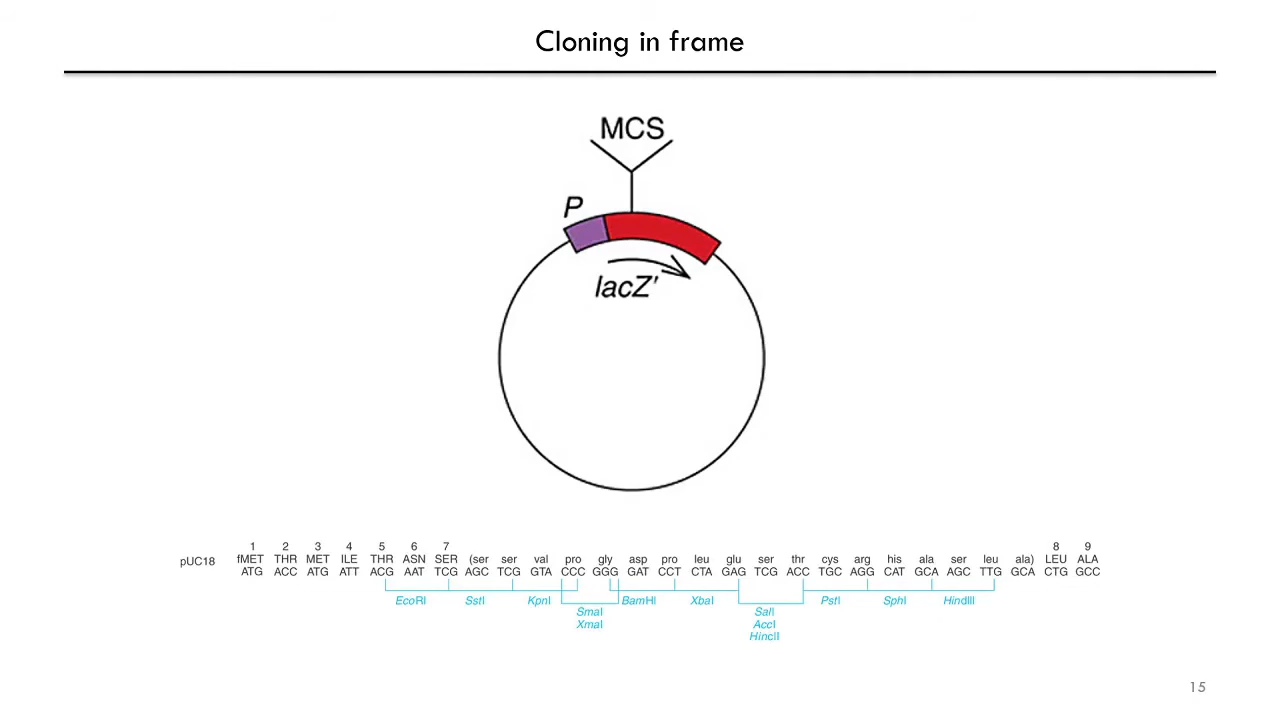 Cloning in frame
MCS
P
lacZ'
1 2 3 4 5 6 7 8 9
fMET THR MET ILE THR ASN SER (ser ser val pro gly asp pro leu glu ser thr cys arg his ala ser leu ala) LEU ALA
pUC18
ATG ACC ATG ATT ACG AAT TCG AGC TCG GTA CCC GGG GAT CCT CTA GAG TCG ACC TGC AGG CAT GCA AGC TTG GCA CTG GCC
EcoRI SstI KpnI BamHI XbaI PstI SphI HindIII
SmaI SalI
XmaI AccI
HincII
15